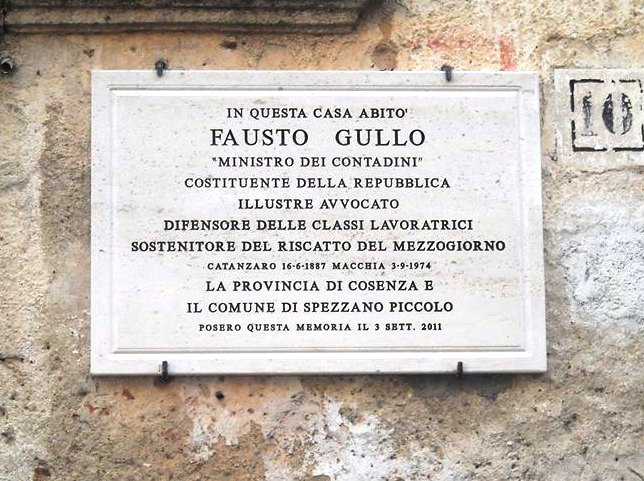 IN QUESTA CASA ABITO'
FAUSTO GULLO
"MINISTRO DEI CONTADINI"
COSTITUENTE DELLA REPUBBLICA
ILLUSTRE AVVOCATO
DIFENSORE DELLE CLASSI LAVORATRICI
SOSTENITORE DEL RISCATTO DEL MEZZOGIORNO
CATANZARO 16-6-1887 MACCHIA 3-9-1974
LA PROVINCIA DI COSENZA E
IL COMUNE DI SPEZZANO PICCOLO
POSERO QUESTA MEMORIA IL 3 SETT. 2011
10